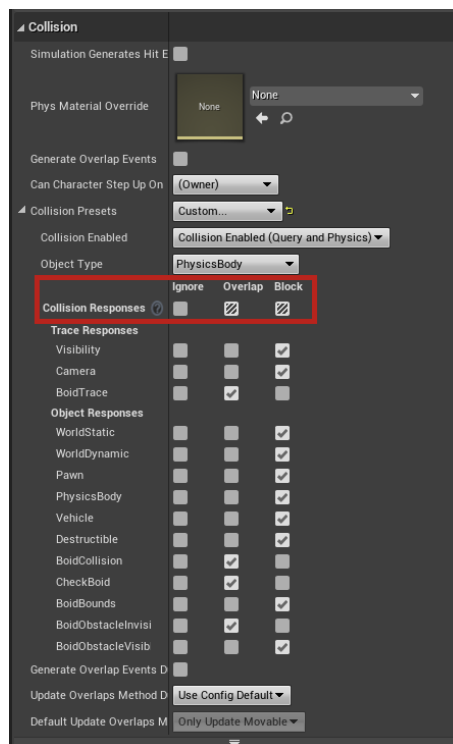 Collision
Simulation Generates Hit E
Phys Material Override None None
Generate Overlap Events
Can Character Step Up On (Owner)
Collision Presets Custom...
Collision Enabled Collision Enabled (Query and Physics)
Object Type PhysicsBody
Ignore Overlap Block
Collision Responses ?
Trace Responses
Visibility
Camera
BoidTrace
Object Responses
WorldStatic
WorldDynamic
Pawn
PhysicsBody
Vehicle
Destructible
BoidCollision
CheckBoid
BoidBounds
BoidObstacleInvisi
BoidObstacleVisib
Generate Overlap Events D
Update Overlaps Method D Use Config Default
Default Update Overlaps M Only Update Movable